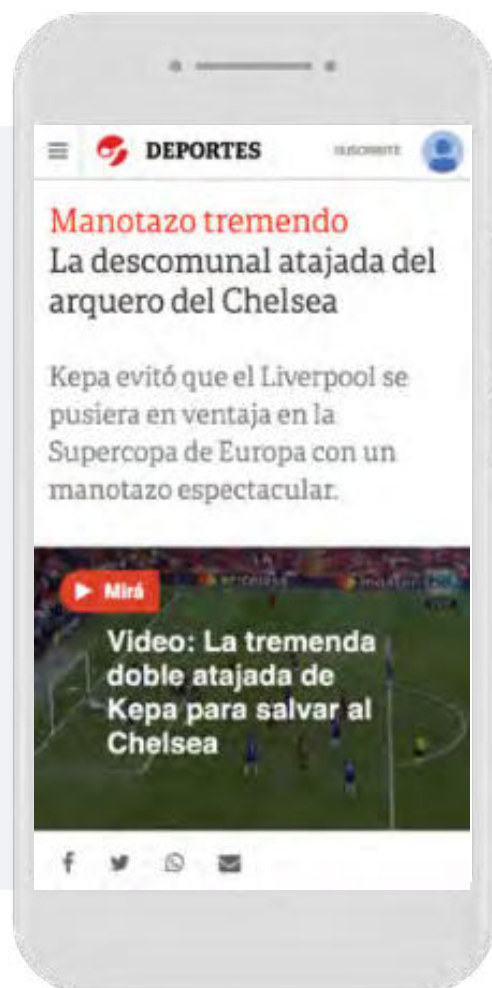 DEPORTES
SUSCRIBITE
Manotazo tremendo
La descomunal atajada del
arquero del Chelsea
Kepa evitó que el Liverpool se
pusiera en ventaja en la
Supercopa de Europa con un
manotazo espectacular.
Mirá
Video: La tremenda
doble atajada de
Kepa para salvar al
Chelsea